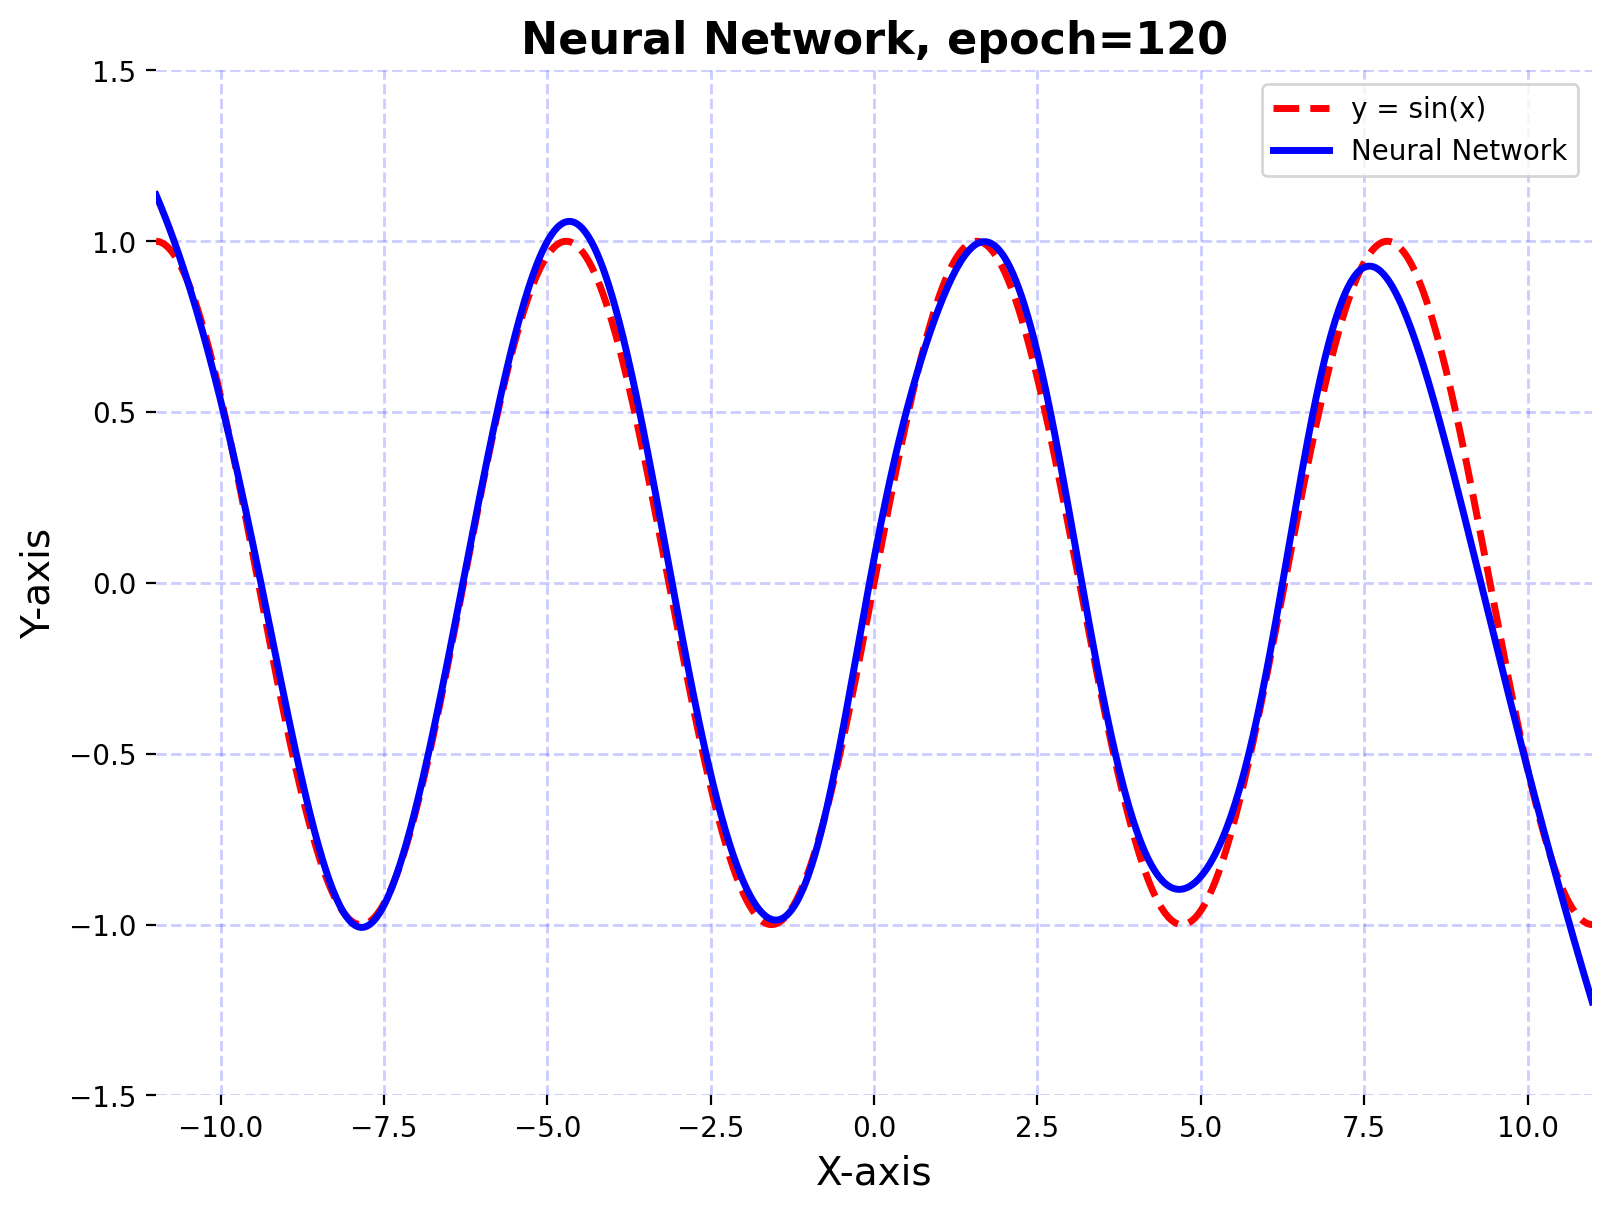 Neural Network, epoch=120
1.5
y = sin(x)
Neural Network
1.0
0.5
0.0
−0.5
−1.0
−1.5
Y-axis
−10.0 −7.5 −5.0 −2.5 0.0 2.5 5.0 7.5 10.0
X-axis